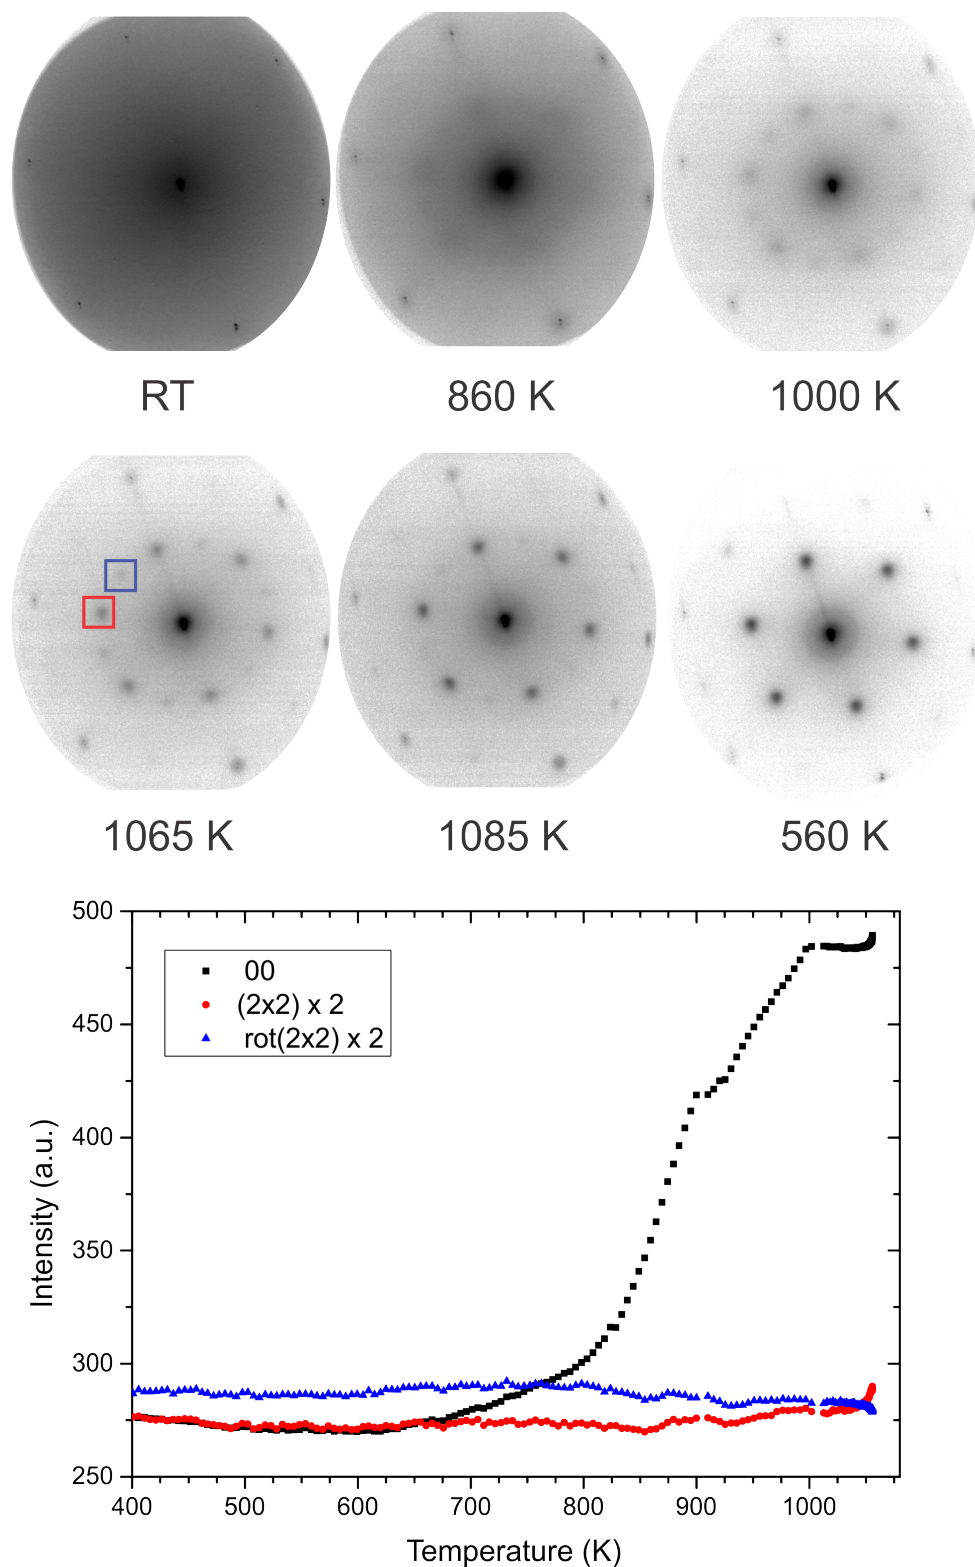 RT 860 K 1000 K
1065 K 1085 K 560 K
500
450
400
350
300
250
Intensity (a.u.)
00
(2x2) x 2
rot(2x2) x 2
400 500 600 700 800 900 1000
Temperature (K)